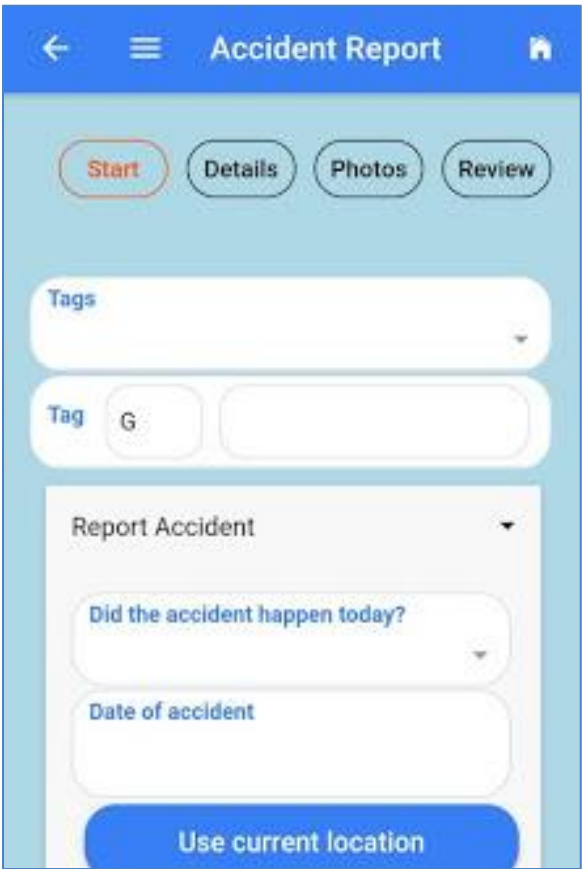 Accident Report
Start Details Photos Review
Tags
Tag G
Report Accident
Did the accident happen today?
Date of accident
Use current location